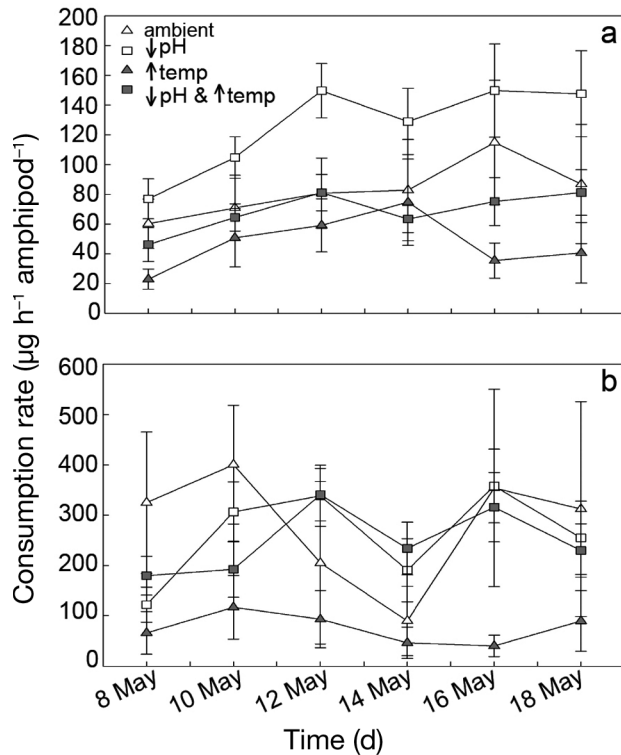 Consumption rate (µg h⁻¹ amphipod⁻¹)
200
180
160
140
120
100
80
60
40
20
0
a
ambient
↓pH
↑temp
↓pH & ↑temp
600
500
400
300
200
100
0
b
8 May
10 May
12 May
14 May
16 May
18 May
Time (d)